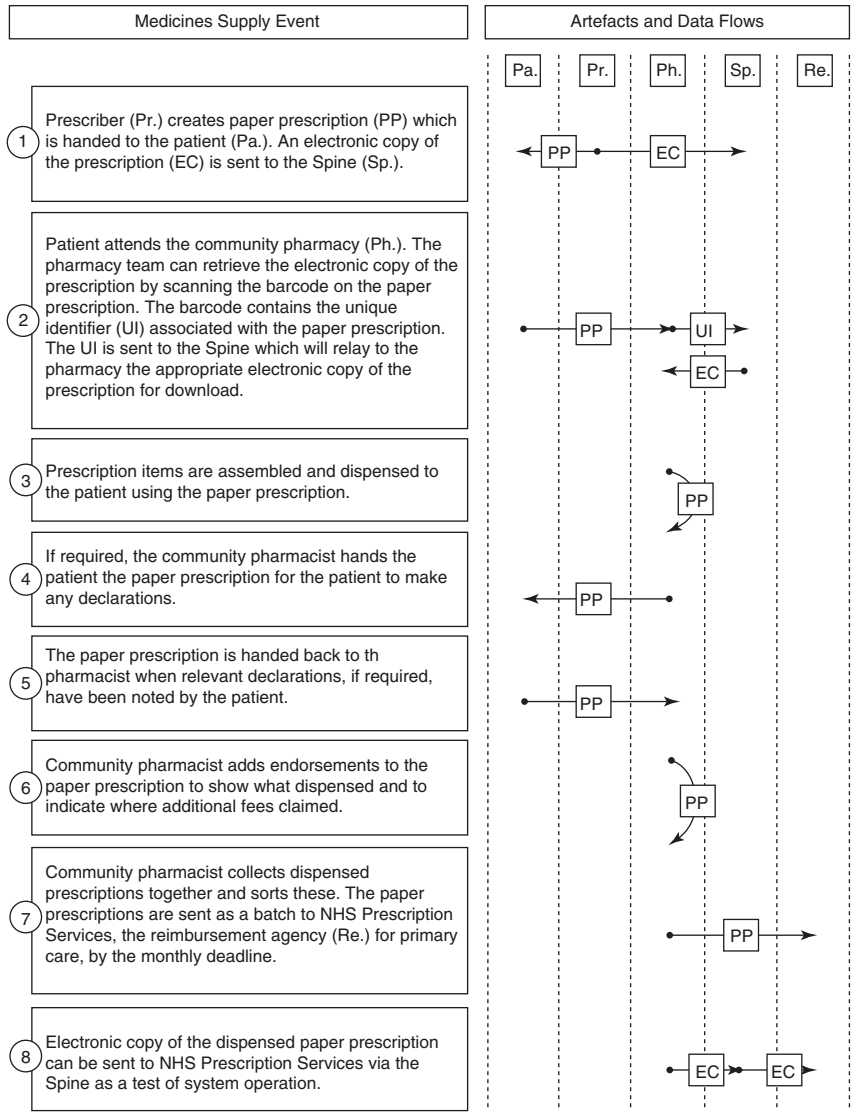 Medicines Supply Event
Artefacts and Data Flows
Pa.
Pr.
Ph.
Sp.
Re.
1
Prescriber (Pr.) creates paper prescription (PP) which
is handed to the patient (Pa.). An electronic copy of
the prescription (EC) is sent to the Spine (Sp.).
PP
EC
2
Patient attends the community pharmacy (Ph.). The
pharmacy team can retrieve the electronic copy of the
prescription by scanning the barcode on the paper
prescription. The barcode contains the unique
identifier (UI) associated with the paper prescription.
The UI is sent to the Spine which will relay to the
pharmacy the appropriate electronic copy of the
prescription for download.
PP
UI
EC
3
Prescription items are assembled and dispensed to
the patient using the paper prescription.
PP
4
If required, the community pharmacist hands the
patient the paper prescription for the patient to make
any declarations.
PP
5
The paper prescription is handed back to th
pharmacist when relevant declarations, if required,
have been noted by the patient.
PP
6
Community pharmacist adds endorsements to the
paper prescription to show what dispensed and to
indicate where additional fees claimed.
PP
7
Community pharmacist collects dispensed
prescriptions together and sorts these. The paper
prescriptions are sent as a batch to NHS Prescription
Services, the reimbursement agency (Re.) for primary
care, by the monthly deadline.
PP
8
Electronic copy of the dispensed paper prescription
can be sent to NHS Prescription Services via the
Spine as a test of system operation.
EC
EC